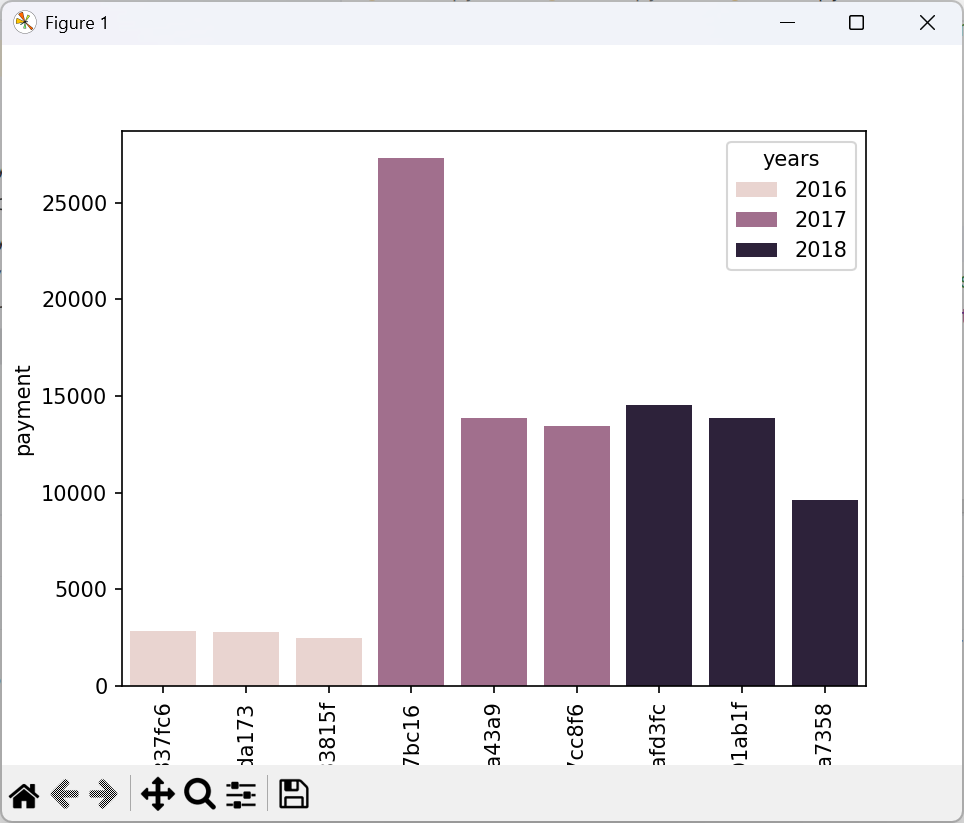 Figure 1
years
2016
2017
2018
25000
20000
15000
10000
5000
0
payment
337fc6
da173
3815f
7bc16
a43a9
7cc8f6
afd3fc
01ab1f
a7358